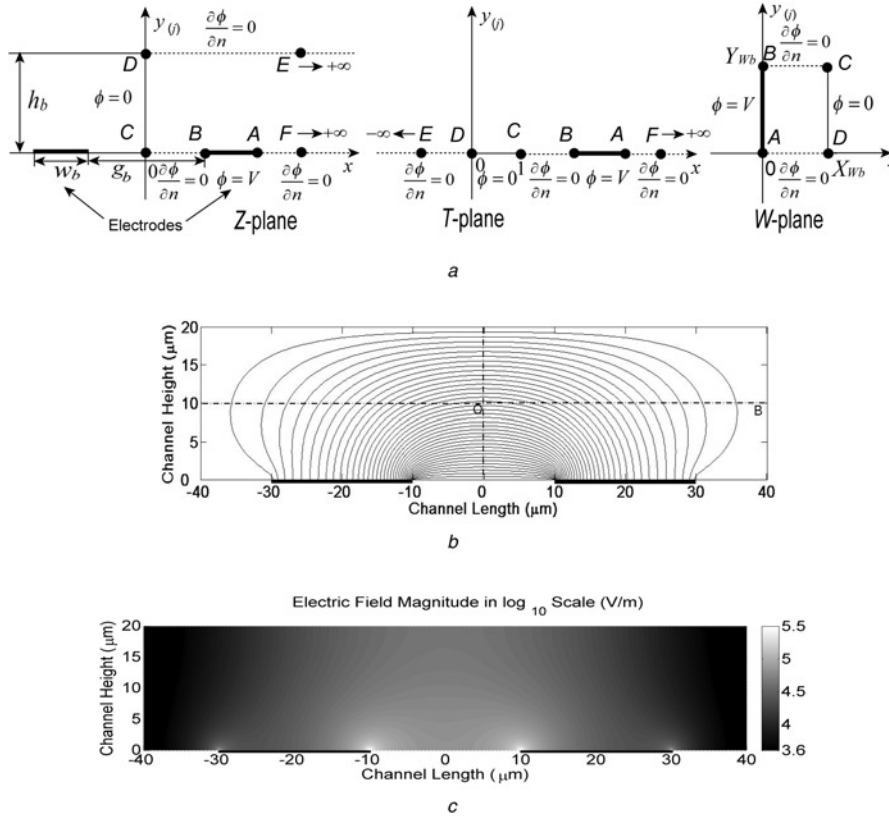 y(j) ∂ϕ/∂n = 0
D E → +∞
h_b ϕ=0
C B A F → +∞
w_b g_b 0 ∂ϕ/∂n = 0 ϕ=V ∂ϕ/∂n = 0 x
Electrodes Z-plane
y(j)
−∞ ← E D C B A F → +∞
∂ϕ/∂n = 0 0 ϕ=0 1 ∂ϕ/∂n = 0 ϕ=V ∂ϕ/∂n = 0 x
T-plane
y(j) ∂ϕ/∂n = 0
Y_Wb B C
ϕ=V ϕ=0
A D
0 ∂ϕ/∂n = 0 X_Wb
W-plane
a
Channel Height (μm)
20
15
10
5
0
O B
-40 -30 -20 -10 0 10 20 30 40
Channel Length (μm)
b
Electric Field Magnitude in log 10 Scale (V/m)
Channel Height (μm)
20
15
10
5
0
-40 -30 -20 -10 0 10 20 30 40
Channel Length (μm)
5.5
5
4.5
4
3.6
c